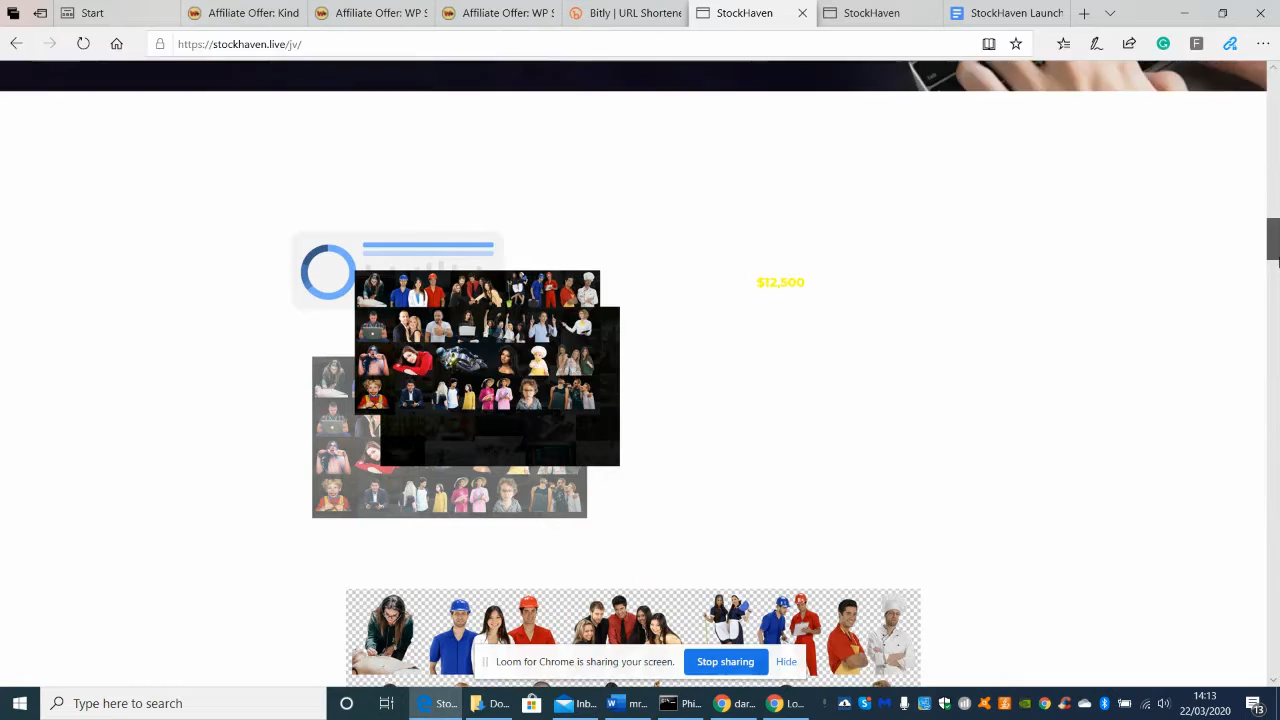 Start
Affiliate Offer: Kind
Affiliate Offer: WP S
Affiliate Offer: WP S
Bitly | URL Shortene
StockHaven
StockHaven
StockHaven Launch
https://stockhaven.live/jv/
$12,500
Loom for Chrome is sharing your screen.
Stop sharing
Hide
Type here to search
Sto...
Do...
Inb...
mr...
Phi...
dar...
Lo...
14:13
22/03/2020
13